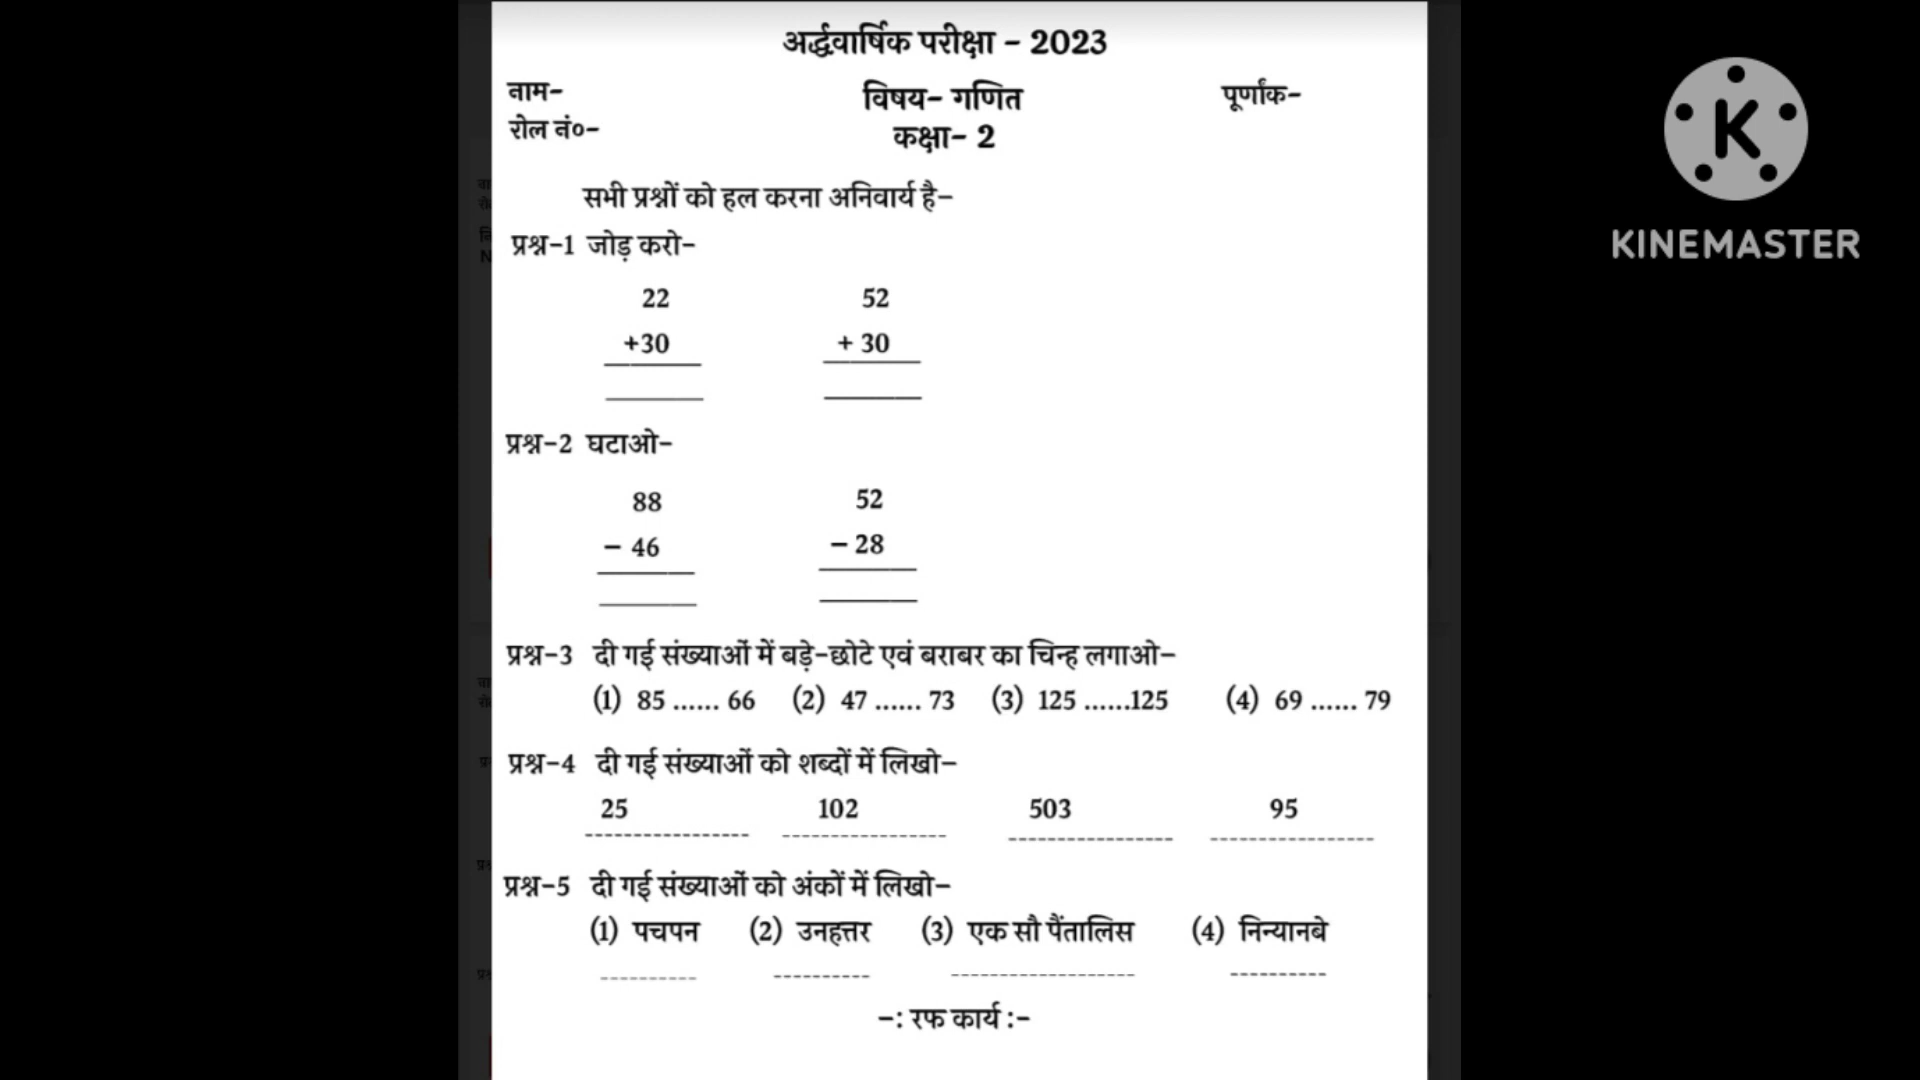 अर्द्धवार्षिक परीक्षा - 2023
नाम-
विषय- गणित
पूर्णांक-
रोल नं०-
कक्षा- 2
सभी प्रश्नों को हल करना अनिवार्य है-
प्रश्न-1 जोड़ करो-
22 52
+30 + 30
प्रश्न-2 घटाओ-
88 52
- 46 - 28
प्रश्न-3 दी गई संख्याओं में बड़े-छोटे एवं बराबर का चिन्ह लगाओ-
(1) 85 ...... 66 (2) 47 ...... 73 (3) 125 ......125 (4) 69 ...... 79
प्रश्न-4 दी गई संख्याओं को शब्दों में लिखो-
25 102 503 95
प्रश्न-5 दी गई संख्याओं को अंकों में लिखो-
(1) पचपन (2) उनहत्तर (3) एक सौ पैंतालिस (4) निन्यानबे
-: रफ कार्य :-
K
KINEMASTER